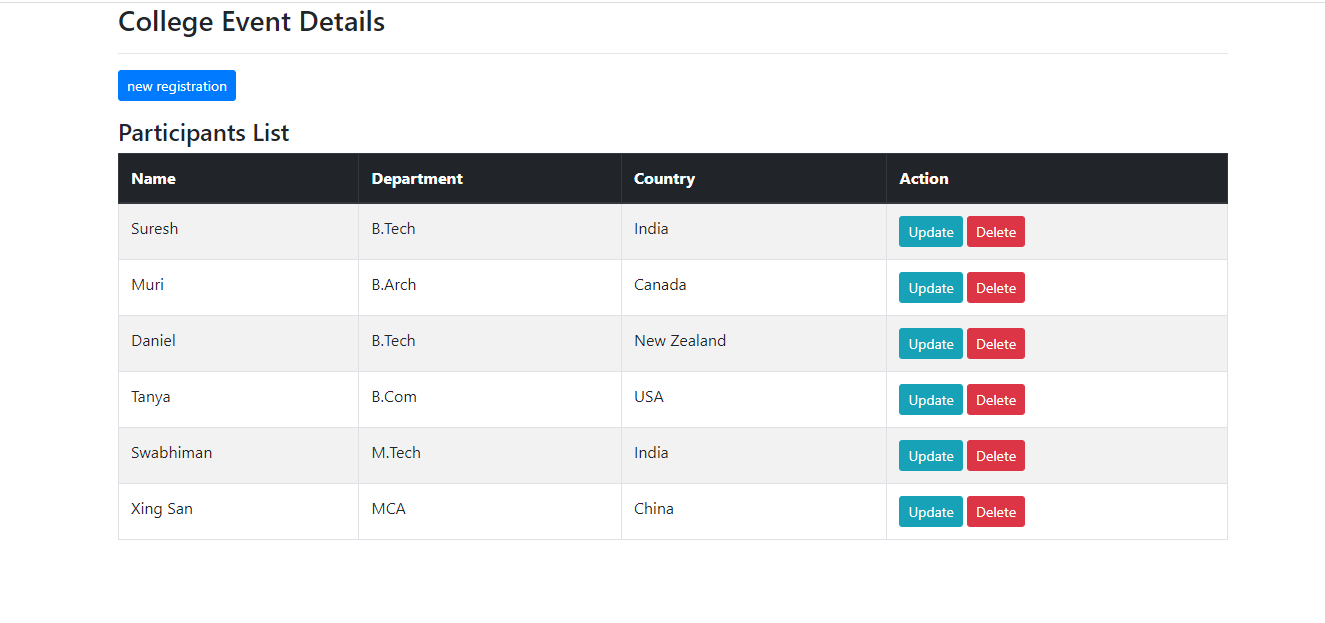 College Event Details
new registration
Participants List
Name Department Country Action
Suresh B.Tech India Update Delete
Muri B.Arch Canada Update Delete
Daniel B.Tech New Zealand Update Delete
Tanya B.Com USA Update Delete
Swabhiman M.Tech India Update Delete
Xing San MCA China Update Delete